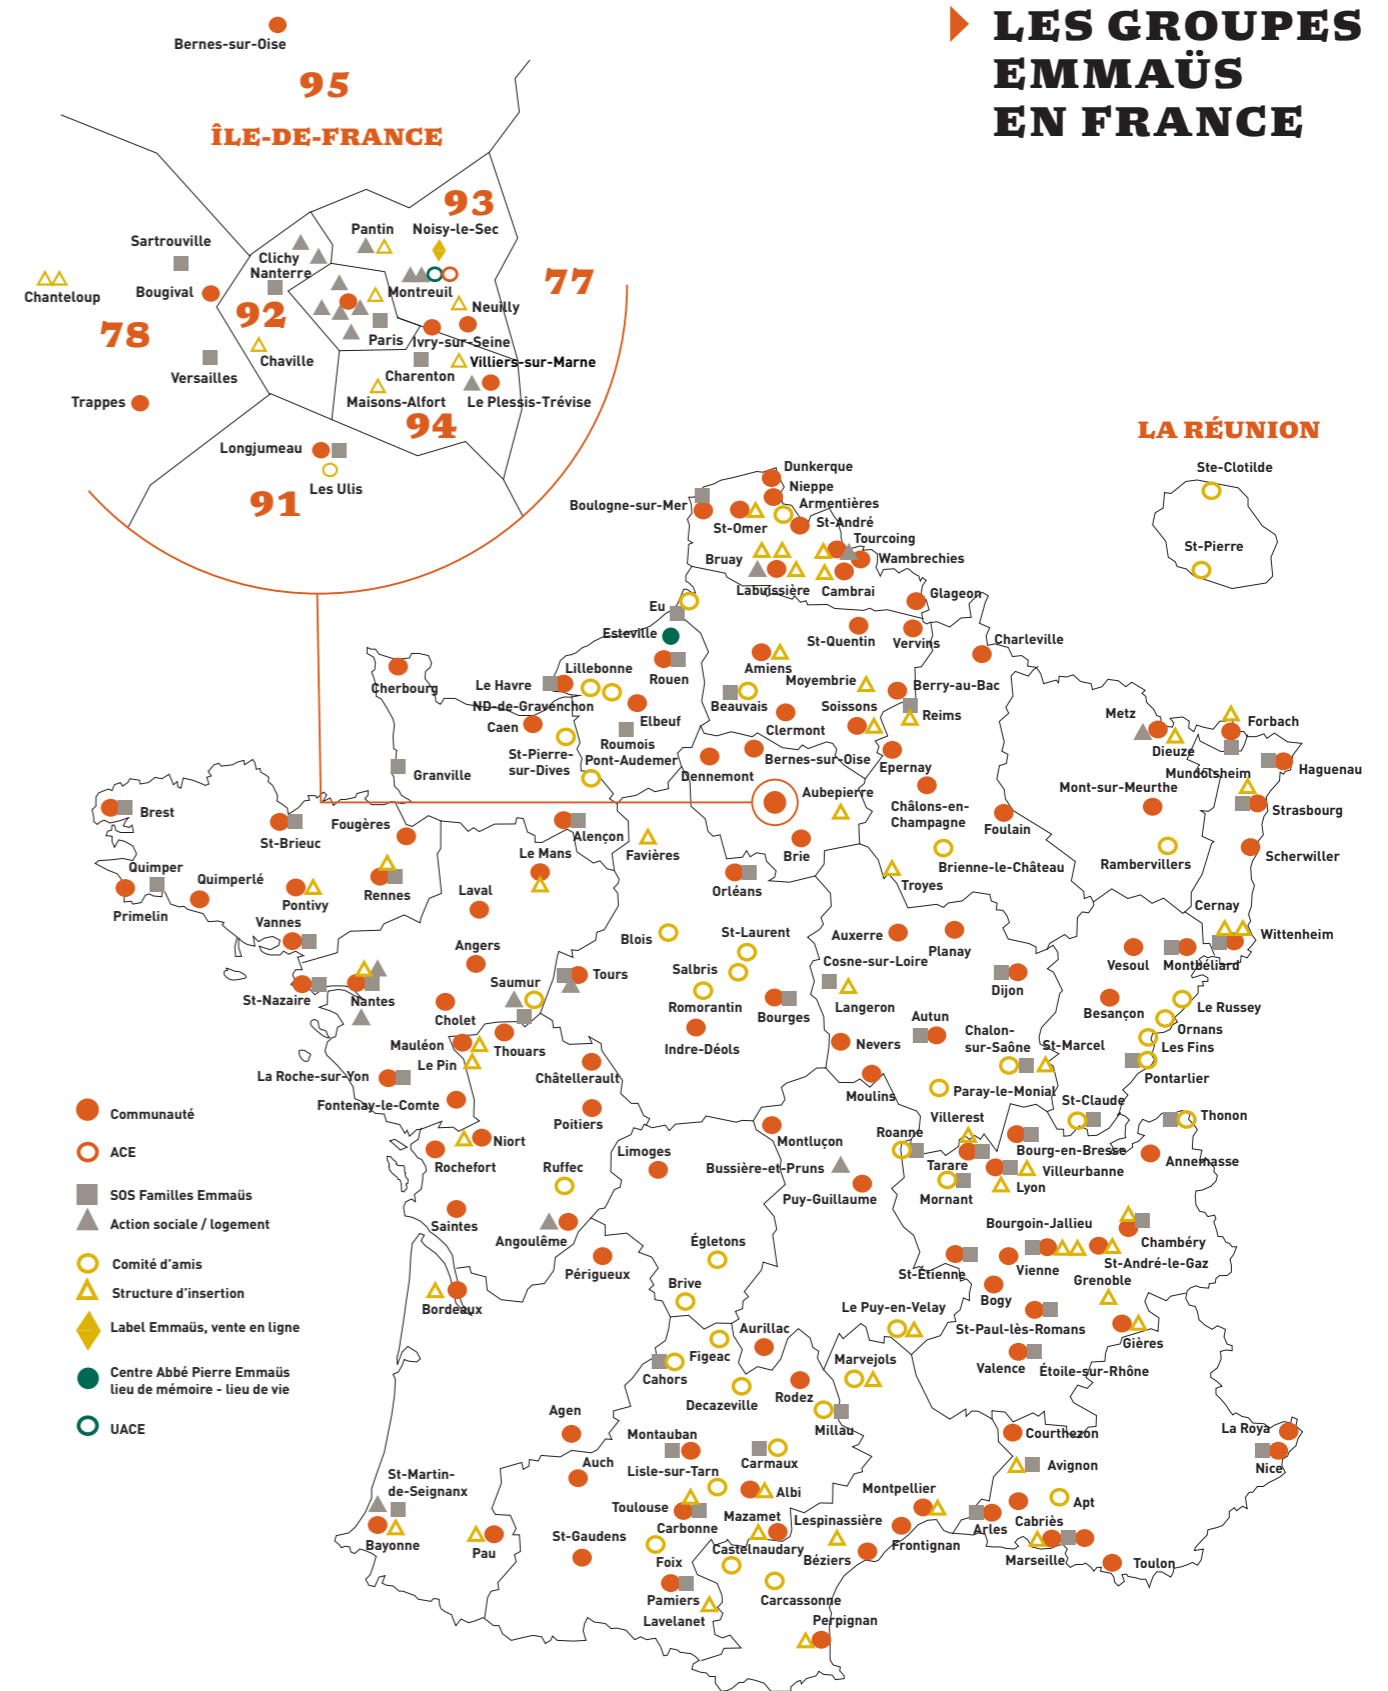 LES GROUPES
EMMAÜS
EN FRANCE
Bernes-sur-Oise
95
ÎLE-DE-FRANCE
93
Pantin
Noisy-le-Sec
Sartrouville
Clichy
Nanterre
77
Chanteloup
Bougival
Montreuil
Neuilly
78
92
Paris
Ivry-sur-Seine
Chaville
Villiers-sur-Marne
Versailles
Charenton
Trappes
Maisons-Alfort
Le Plessis-Trévise
94
Longjumeau
Les Ulis
91
LA RÉUNION
Ste-Clotilde
St-Pierre
Dunkerque
Nieppe
Boulogne-sur-Mer
Armentières
St-Omer
St-André
Tourcoing
Bruay
Wambrechies
Labuissière
Cambrai
Glageon
Eu
Esteville
St-Quentin
Vervins
Charleville
Lillebonne
Rouen
Amiens
Moyembrie
Cherbourg
Le Havre
Berry-au-Bac
ND-de-Gravenchon
Beauvais
Soissons
Reims
Metz
Forbach
Caen
Elbeuf
Clermont
Dieuze
St-Pierre-
sur-Dives
Roumois
Pont-Audemer
Bernes-sur-Oise
Epernay
Mundolsheim
Haguenau
Granville
Dennemont
Mont-sur-Meurthe
Aubepierre
Châlons-en-
Champagne
Strasbourg
Brest
Fougères
Foulain
St-Brieuc
Alençon
Brie
Scherwiller
Le Mans
Favières
Rambervillers
Quimper
Brienne-le-Château
Quimperlé
Troyes
Laval
Orléans
Rennes
Pontivy
Primelin
Cernay
Vannes
St-Laurent
Auxerre
Wittenheim
Blois
Angers
Planay
Cosne-sur-Loire
Vesoul
Montbéliard
Salbris
Saumur
Tours
Dijon
St-Nazaire
Nantes
Romorantin
Langeron
Le Russey
Cholet
Bourges
Besançon
Autun
Ornans
Chalon-
sur-Saône
Mauléon
Thouars
Indre-Déols
Nevers
St-Marcel
Les Fins
Le Pin
La Roche-sur-Yon
Châtellerault
Pontarlier
Paray-le-Monial
Moulins
St-Claude
Fontenay-le-Comte
Thonon
Poitiers
Villerest
Communauté
Roanne
Montluçon
Niort
Bourg-en-Bresse
ACE
Limoges
Annemasse
Rochefort
Ruffec
Bussière-et-Pruns
Tarare
Villeurbanne
SOS Familles Emmaüs
Puy-Guillaume
Mornant
Lyon
Action sociale / logement
Saintes
Bourgoin-Jallieu
Angoulême
Égletons
Chambéry
Comité d'amis
Périgueux
St-Étienne
Vienne
St-André-le-Gaz
Structure d'insertion
Brive
Grenoble
Bordeaux
Bogy
Label Emmaüs, vente en ligne
Le Puy-en-Velay
Aurillac
St-Paul-lès-Romans
Gières
Figeac
Marvejols
Valence
Étoile-sur-Rhône
Centre Abbé Pierre Emmaüs
lieu de mémoire - lieu de vie
Cahors
Rodez
Decazeville
Agen
UACE
Millau
Montauban
Courthezon
La Roya
Lisle-sur-Tarn
Carmaux
Auch
Avignon
Nice
St-Martin-
de-Seignanx
Albi
Montpellier
Toulouse
Apt
Mazamet
Lespinassière
Cabriès
Carbonne
Arles
St-Gaudens
Bayonne
Pau
Castelnaudary
Frontignan
Foix
Béziers
Marseille
Toulon
Pamiers
Carcassonne
Lavelanet
Perpignan